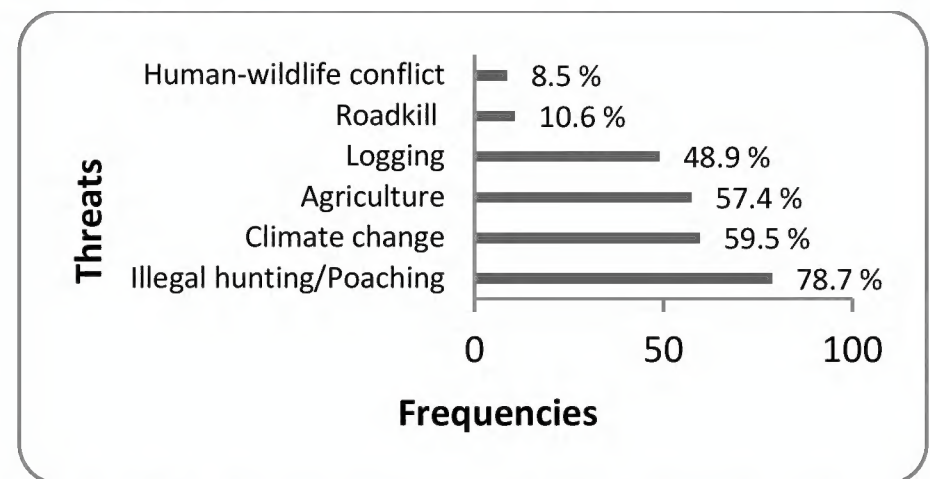 Threats
Human-wildlife conflict 8.5 %
Roadkill 10.6 %
Logging 48.9 %
Agriculture 57.4 %
Climate change 59.5 %
Illegal hunting/Poaching 78.7 %
0 50 100
Frequencies